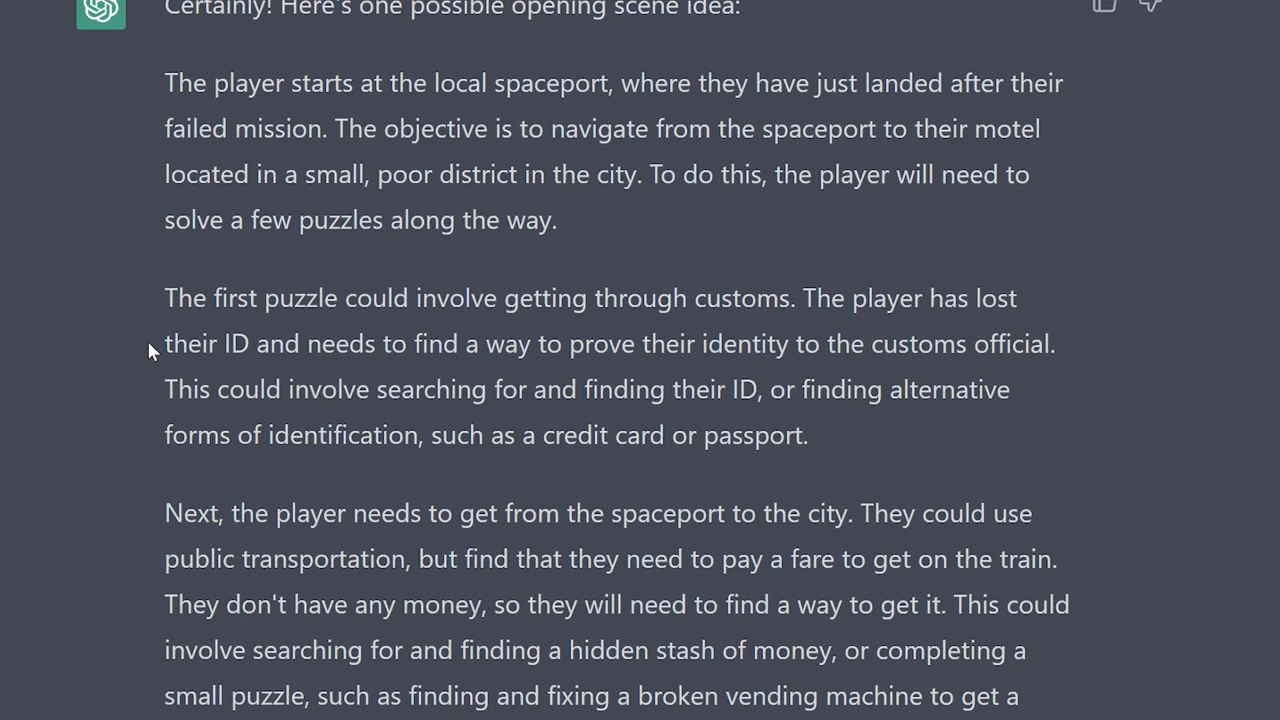 Certainly! Here's one possible opening scene idea:
The player starts at the local spaceport, where they have just landed after their
failed mission. The objective is to navigate from the spaceport to their motel
located in a small, poor district in the city. To do this, the player will need to
solve a few puzzles along the way.
The first puzzle could involve getting through customs. The player has lost
their ID and needs to find a way to prove their identity to the customs official.
This could involve searching for and finding their ID, or finding alternative
forms of identification, such as a credit card or passport.
Next, the player needs to get from the spaceport to the city. They could use
public transportation, but find that they need to pay a fare to get on the train.
They don't have any money, so they will need to find a way to get it. This could
involve searching for and finding a hidden stash of money, or completing a
small puzzle, such as finding and fixing a broken vending machine to get a